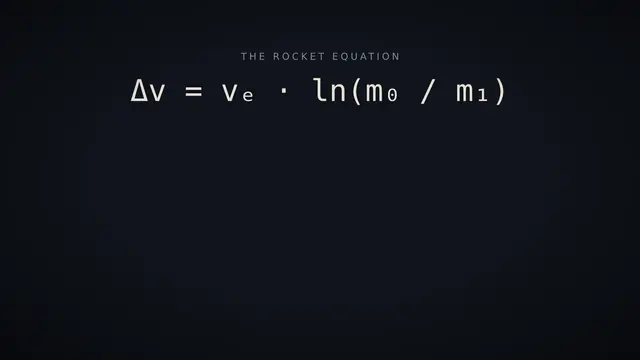 THE ROCKET EQUATION
Δv = vₑ · ln(m₀ / m₁)